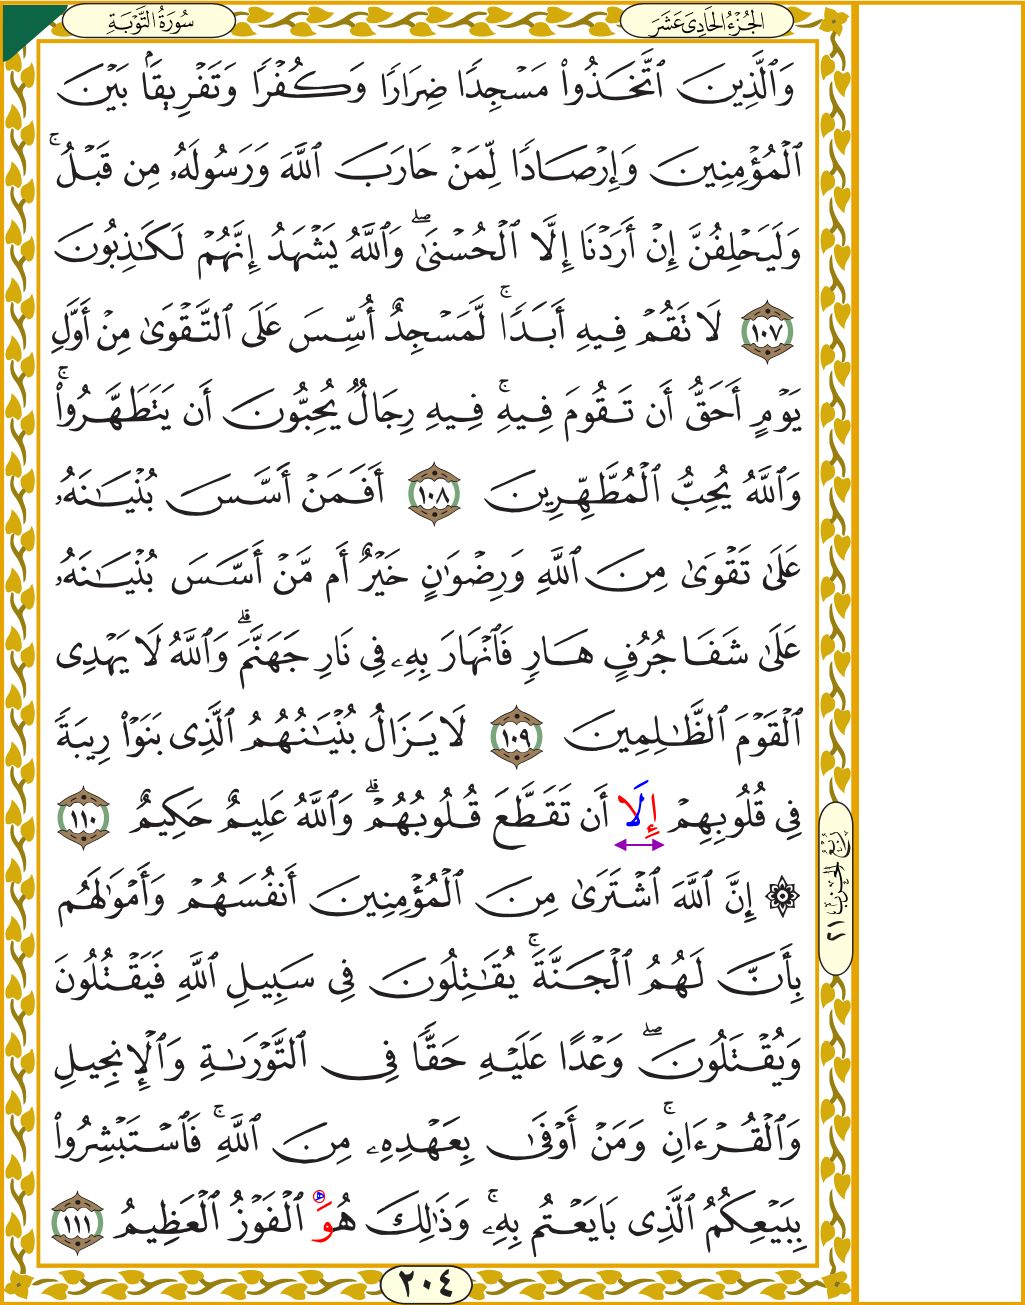 سُورَةُ التَّوْبَةِ
الجُزْءُ الحَادِى عَشَرَ
وَٱلَّذِينَ ٱتَّخَذُوا۟ مَسْجِدًا ضِرَارًا وَكُفْرًا وَتَفْرِيقًۢا بَيْنَ
ٱلْمُؤْمِنِينَ وَإِرْصَادًا لِّمَنْ حَارَبَ ٱللَّهَ وَرَسُولَهُۥ مِن قَبْلُ ۚ
وَلَيَحْلِفُنَّ إِنْ أَرَدْنَا إِلَّا ٱلْحُسْنَىٰ ۖ وَٱللَّهُ يَشْهَدُ إِنَّهُمْ لَكَـٰذِبُونَ
١٠٧ لَا تَقُمْ فِيهِ أَبَدًا ۚ لَّمَسْجِدٌ أُسِّسَ عَلَى ٱلتَّقْوَىٰ مِنْ أَوَّلِ
يَوْمٍ أَحَقُّ أَن تَقُومَ فِيهِ ۚ فِيهِ رِجَالٌ يُحِبُّونَ أَن يَتَطَهَّرُوا۟ ۚ
وَٱللَّهُ يُحِبُّ ٱلْمُطَّهِّرِينَ ١٠٨ أَفَمَنْ أَسَّسَ بُنْيَـٰنَهُۥ
عَلَىٰ تَقْوَىٰ مِنَ ٱللَّهِ وَرِضْوَٰنٍ خَيْرٌ أَم مَّنْ أَسَّسَ بُنْيَـٰنَهُۥ
عَلَىٰ شَفَا جُرُفٍ هَارٍ فَٱنْهَارَ بِهِۦ فِى نَارِ جَهَنَّمَ ۗ وَٱللَّهُ لَا يَهْدِى
ٱلْقَوْمَ ٱلظَّـٰلِمِينَ ١٠٩ لَا يَزَالُ بُنْيَـٰنُهُمُ ٱلَّذِى بَنَوْا۟ رِيبَةً
فِى قُلُوبِهِمْ إِلَا أَن تَقَطَّعَ قُلُوبُهُمْ ۗ وَٱللَّهُ عَلِيمٌ حَكِيمٌ ١١٠
۞ إِنَّ ٱللَّهَ ٱشْتَرَىٰ مِنَ ٱلْمُؤْمِنِينَ أَنفُسَهُمْ وَأَمْوَٰلَهُم
بِأَنَّ لَهُمُ ٱلْجَنَّةَ ۚ يُقَـٰتِلُونَ فِى سَبِيلِ ٱللَّهِ فَيَقْتُلُونَ
وَيُقْتَلُونَ ۖ وَعْدًا عَلَيْهِ حَقًّا فِى ٱلتَّوْرَىٰةِ وَٱلْإِنجِيلِ
وَٱلْقُرْءَانِ ۚ وَمَنْ أَوْفَىٰ بِعَهْدِهِۦ مِنَ ٱللَّهِ ۚ فَٱسْتَبْشِرُوا۟
بِبَيْعِكُمُ ٱلَّذِى بَايَعْتُم بِهِۦ ۚ وَذَٰلِكَ هُوَ ٱلْفَوْزُ ٱلْعَظِيمُ ١١١
رُبْعُ الحِزْب ٢١
٢٠٤